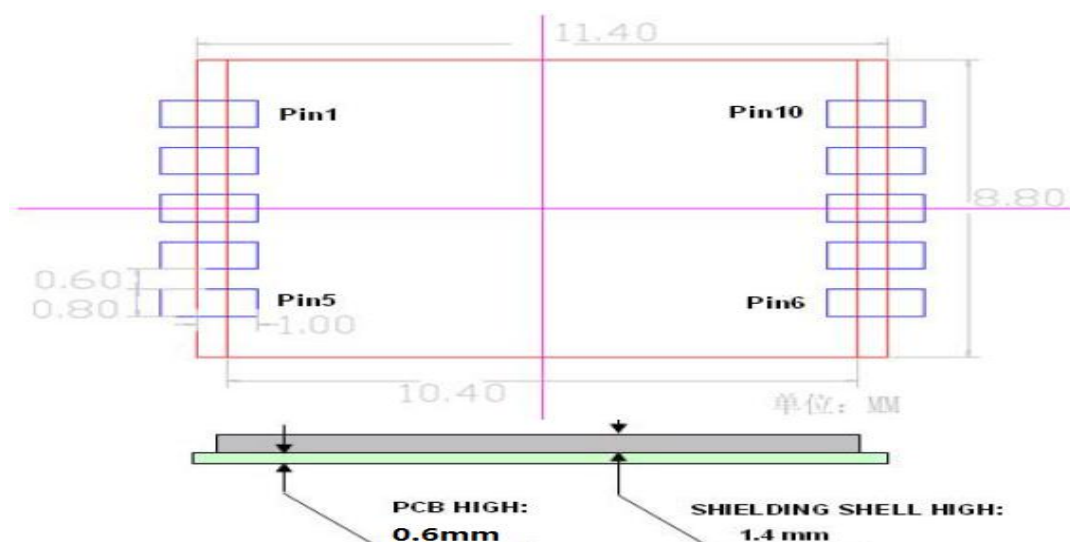 11.40
Pin1
Pin10
8.80
0.60
0.80
Pin5
Pin6
1.00
10.40
单位：MM
PCB HIGH:
0.6mm
SHIELDING SHELL HIGH:
1.4 mm